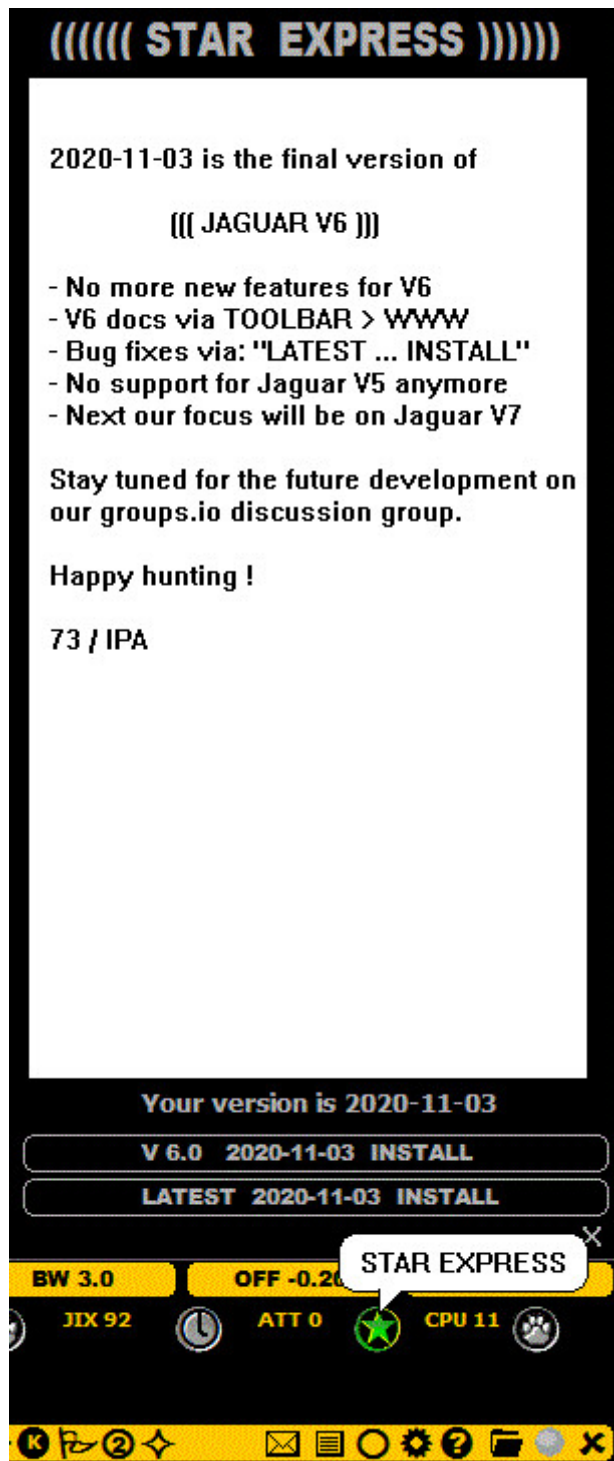 (((((( STAR EXPRESS ))))))
2020-11-03 is the final version of
((( JAGUAR V6 )))
- No more new features for V6
- V6 docs via TOOLBAR > WWW
- Bug fixes via: "LATEST ... INSTALL"
- No support for Jaguar V5 anymore
- Next our focus will be on Jaguar V7
Stay tuned for the future development on
our groups.io discussion group.
Happy hunting !
73 / IPA
Your version is 2020-11-03
V 6.0 2020-11-03 INSTALL
LATEST 2020-11-03 INSTALL
STAR EXPRESS
BW 3.0 OFF -0.20
JIX 92 ATT 0 CPU 11
K 2 ?